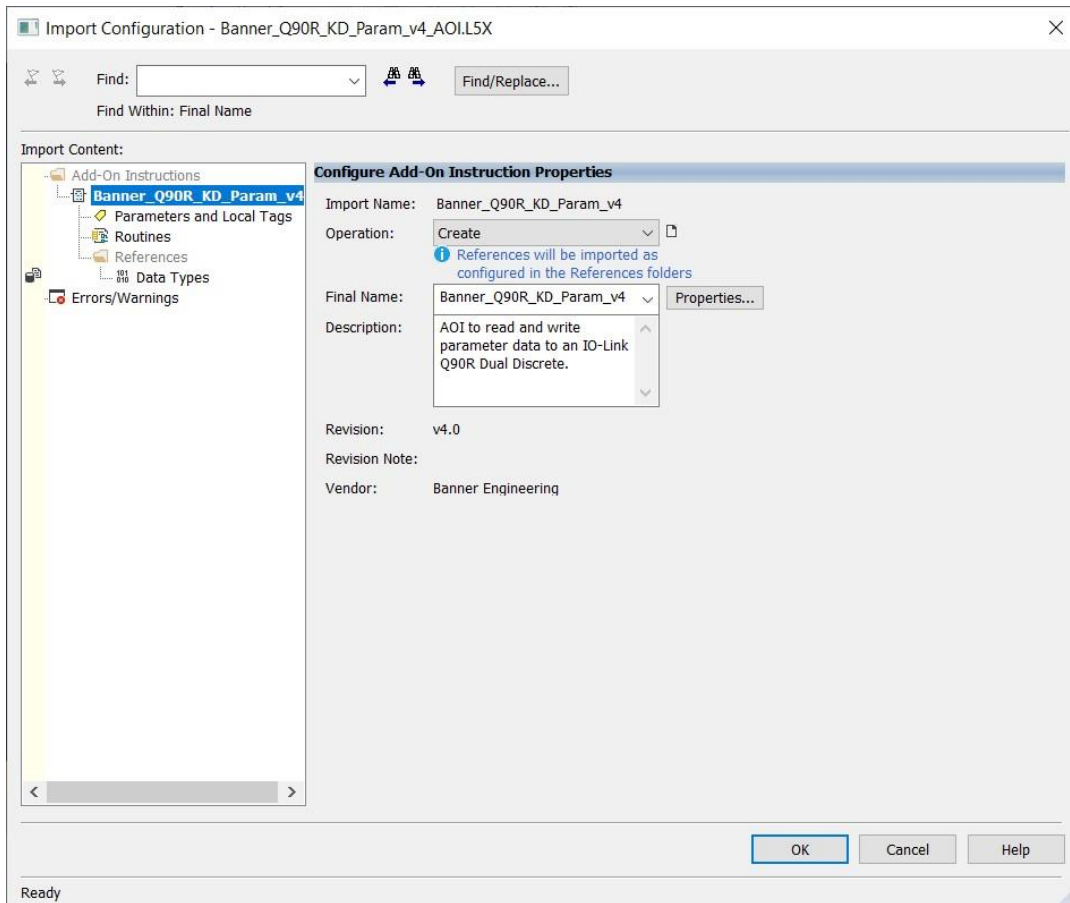 Import Configuration - Banner_Q90R_KD_Param_v4_AOI.L5X
Find:
Find/Replace...
Find Within: Final Name
Import Content:
Add-On Instructions
Banner_Q90R_KD_Param_v4
Parameters and Local Tags
Routines
References
Data Types
Errors/Warnings
Configure Add-On Instruction Properties
Import Name: Banner_Q90R_KD_Param_v4
Operation: Create
References will be imported as
configured in the References folders
Final Name: Banner_Q90R_KD_Param_v4 Properties...
Description: AOI to read and write
parameter data to an IO-Link
Q90R Dual Discrete.
Revision: v4.0
Revision Note:
Vendor: Banner Engineering
OK Cancel Help
Ready